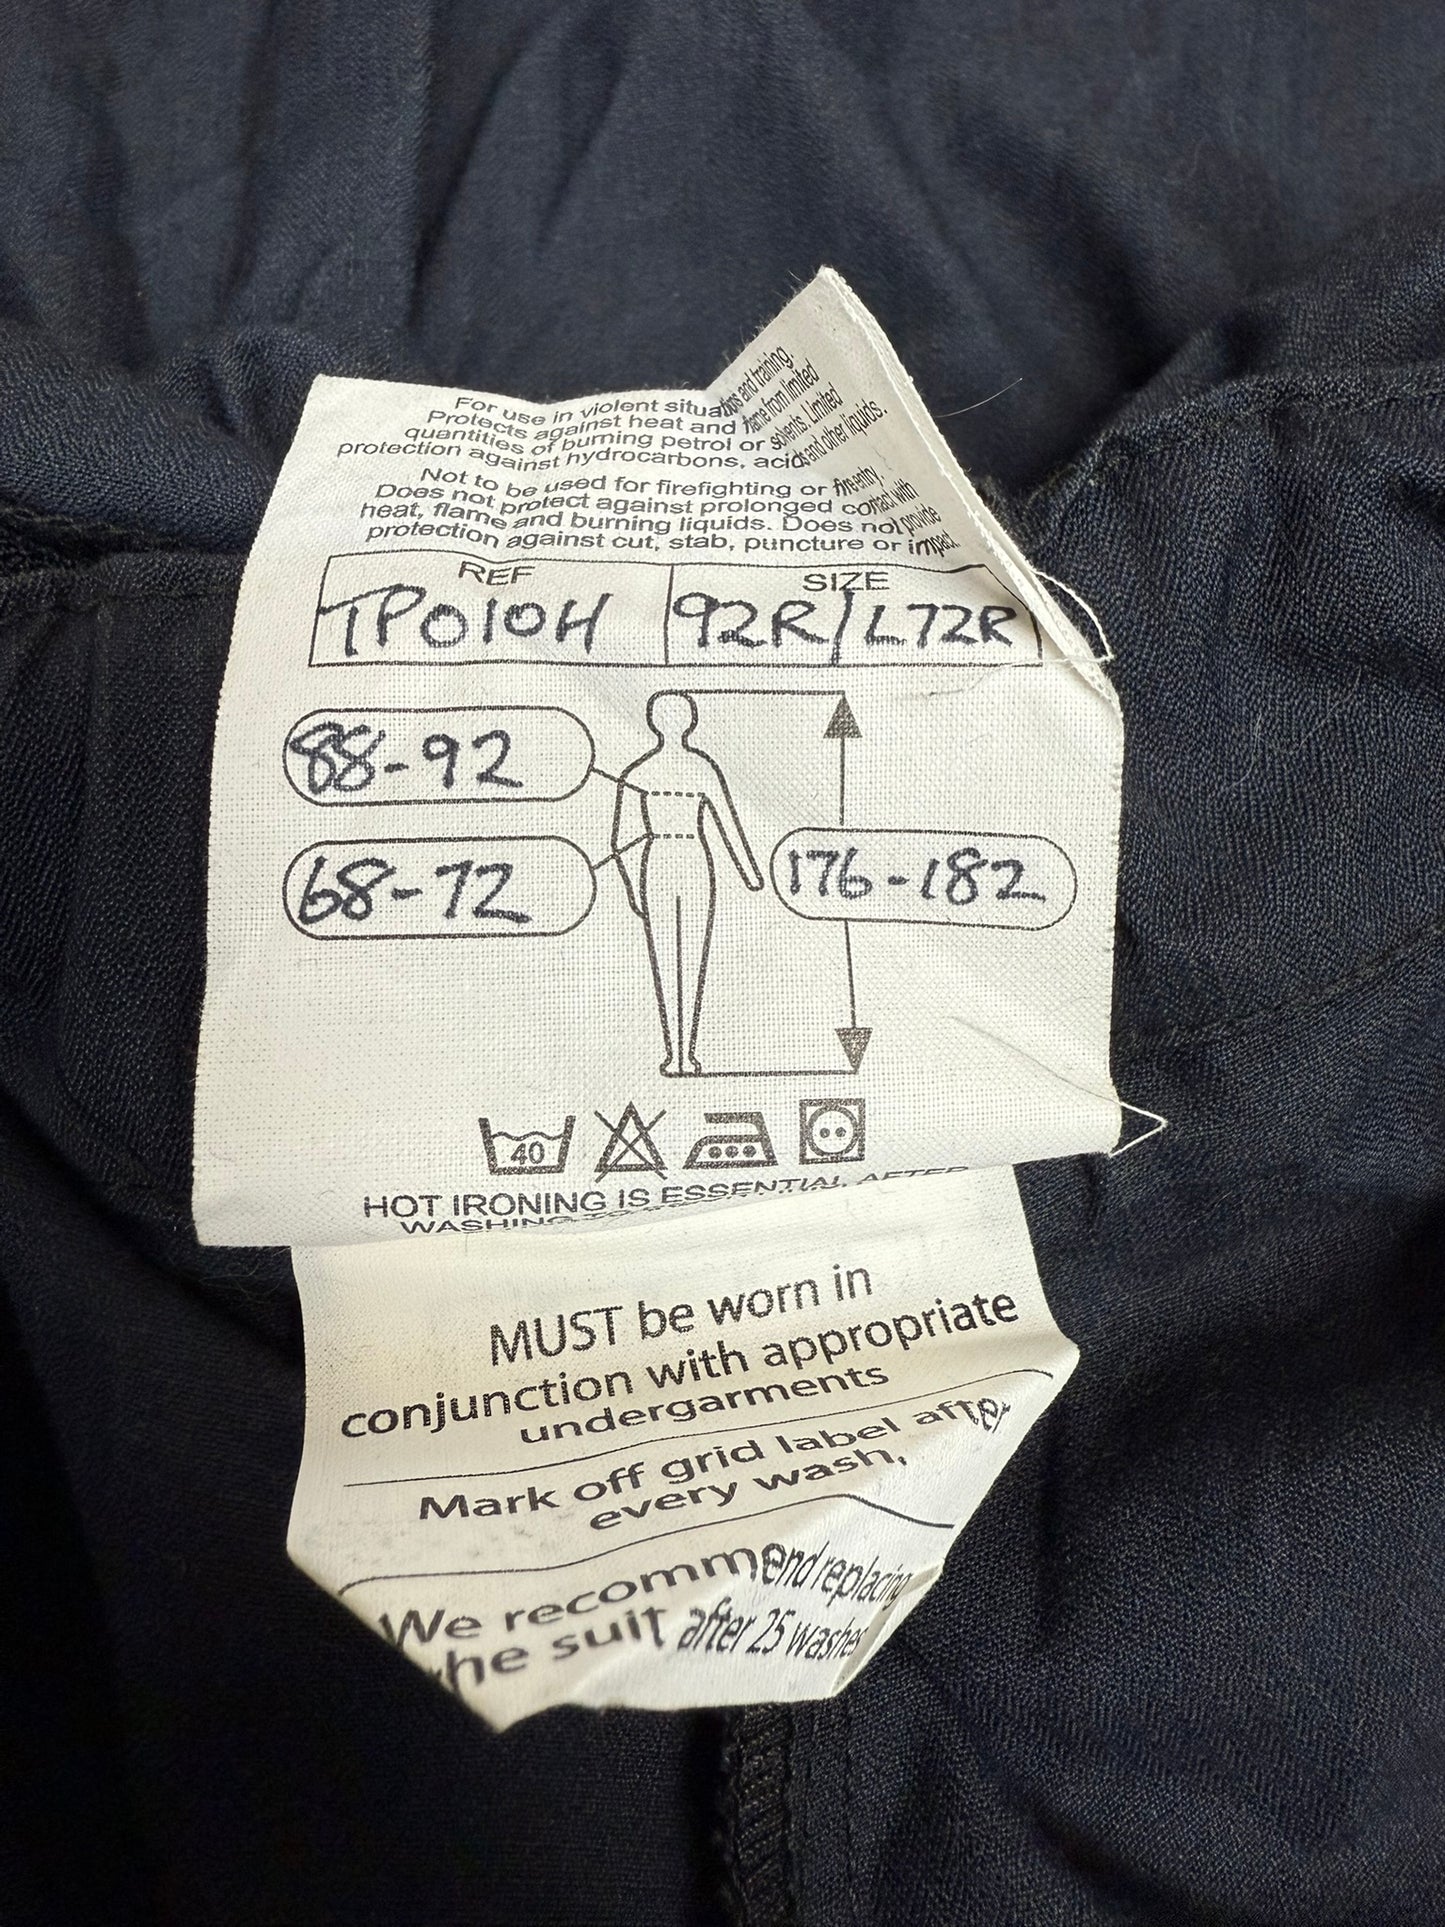 For use in violent situations and training.
Protects against heat and flame from limited
quantities of burning petrol or solvents. Limited
protection against hydrocarbons, acids and other liquids.
Not to be used for firefighting or fire entry.
Does not protect against prolonged contact with
heat, flame and burning liquids. Does not provide
protection against cut, stab, puncture or impact
REF SIZE
TP010H 92R/L72R
88-92
68-72
176-182
40
HOT IRONING IS ESSENTIAL AFTER
WASHING TO
MUST be worn in
conjunction with appropriate
undergarments
Mark off grid label after
every wash,
We recommend replacing
he suit after 25 washes